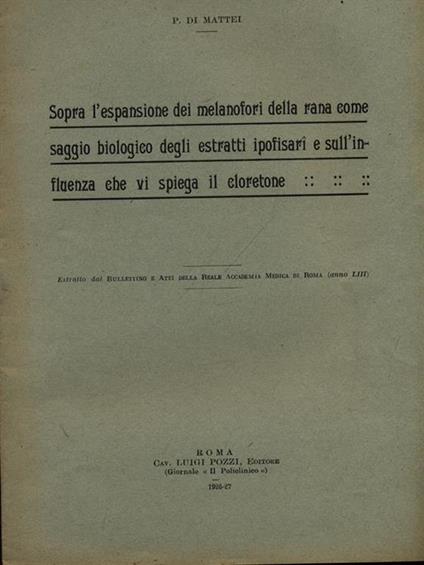 P. DI MATTEI
Sopra l'espansione dei melanofori della rana come
saggio biologico degli estratti ipofisari e sull'in-
fluenza che vi spiega il cloretone :: :: ::
Estratto dal BULLETTINO E ATTI DELLA REALE ACCADEMIA MEDICA DI ROMA (anno LIII)
ROMA
CAV. LUIGI POZZI, EDITORE
(Giornale « Il Policlinico »)
1926-27